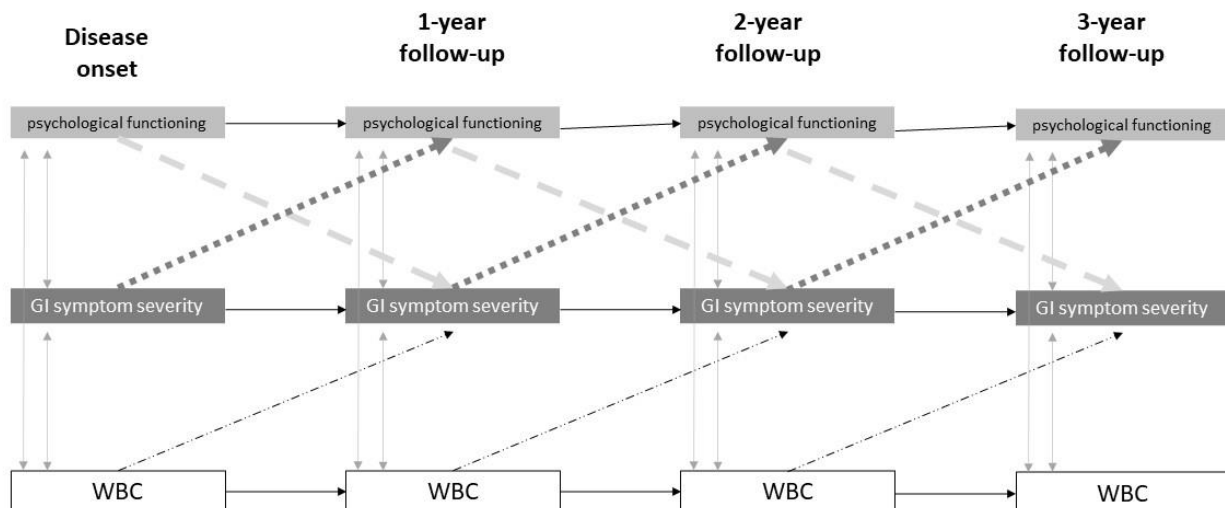 Disease
onset
1-year
follow-up
2-year
follow-up
3-year
follow-up
psychological functioning
psychological functioning
psychological functioning
psychological functioning
GI symptom severity
GI symptom severity
GI symptom severity
GI symptom severity
WBC
WBC
WBC
WBC